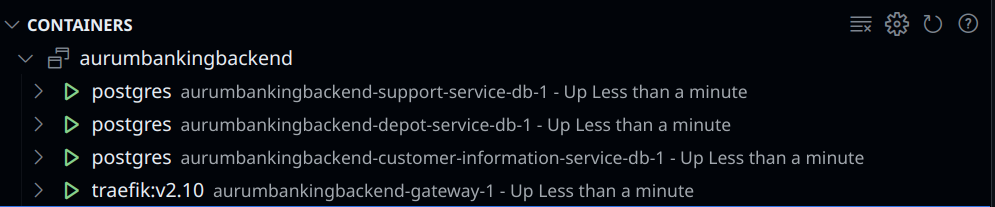 CONTAINERS
aurumbankingbackend
postgres aurumbankingbackend-support-service-db-1 - Up Less than a minute
postgres aurumbankingbackend-depot-service-db-1 - Up Less than a minute
postgres aurumbankingbackend-customer-information-service-db-1 - Up Less than a minute
traefik:v2.10 aurumbankingbackend-gateway-1 - Up Less than a minute